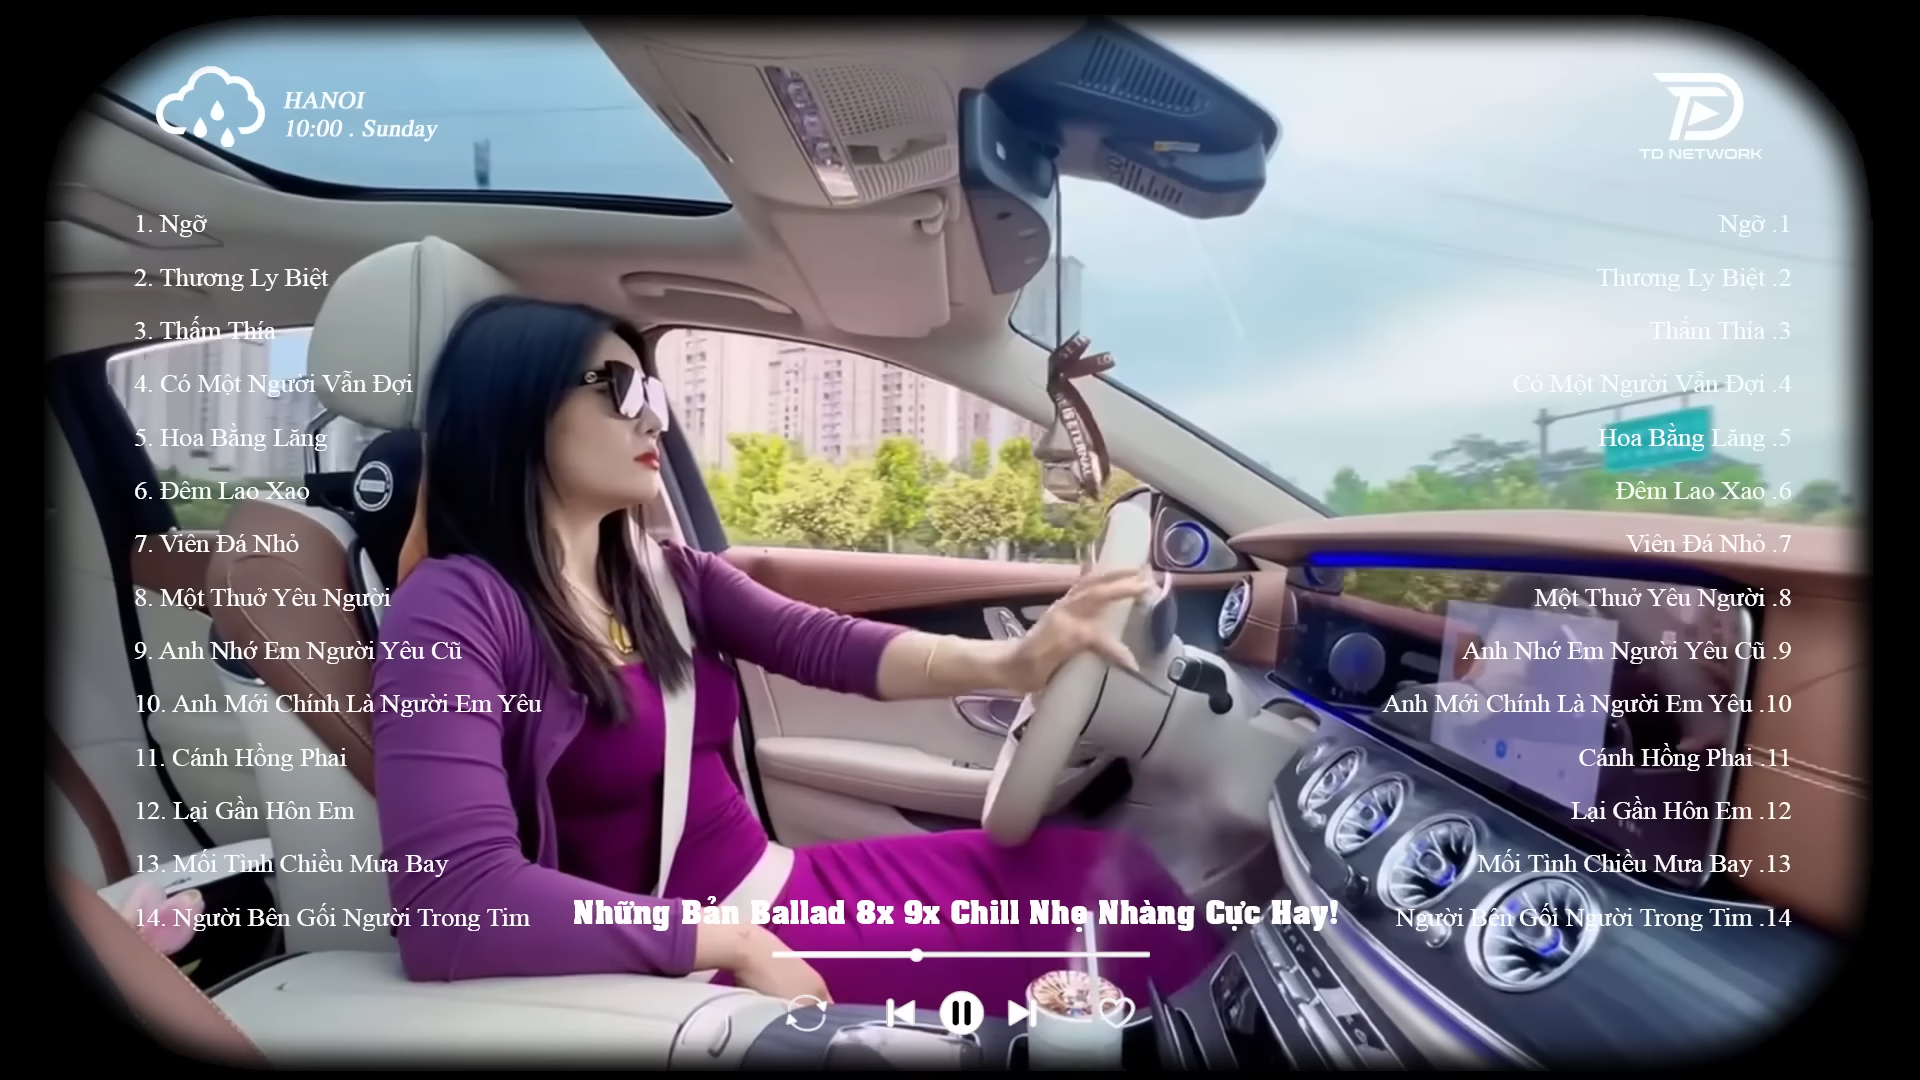 HANOI
10:00 . Sunday
TD NETWORK
1. Ngỡ
2. Thương Ly Biệt
3. Thấm Thía
4. Có Một Người Vẫn Đợi
5. Hoa Bằng Lăng
6. Đêm Lao Xao
7. Viên Đá Nhỏ
8. Một Thuở Yêu Người
9. Anh Nhớ Em Người Yêu Cũ
10. Anh Mới Chính Là Người Em Yêu
11. Cánh Hồng Phai
12. Lại Gần Hôn Em
13. Mối Tình Chiều Mưa Bay
14. Người Bên Gối Người Trong Tim
Ngỡ .1
Thương Ly Biệt .2
Thấm Thía .3
Có Một Người Vẫn Đợi .4
Hoa Bằng Lăng .5
Đêm Lao Xao .6
Viên Đá Nhỏ .7
Một Thuở Yêu Người .8
Anh Nhớ Em Người Yêu Cũ .9
Anh Mới Chính Là Người Em Yêu .10
Cánh Hồng Phai .11
Lại Gần Hôn Em .12
Mối Tình Chiều Mưa Bay .13
Người Bên Gối Người Trong Tim .14
IS ETERNAL
Những Bản Ballad 8x 9x Chill Nhẹ Nhàng Cực Hay!